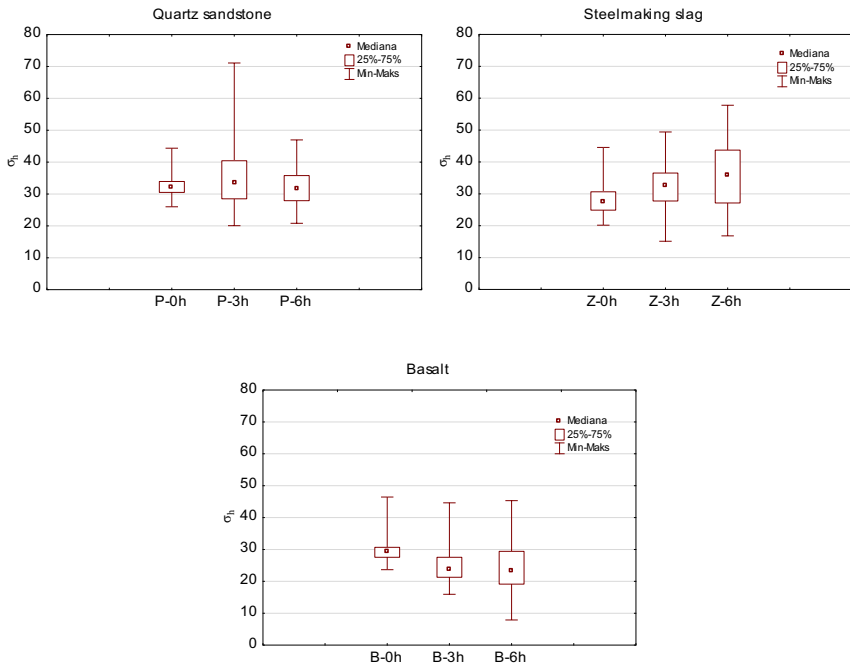 Quartz sandstone
80
70
60
50
40
30
20
10
0
σh
Mediana
25%-75%
Min-Maks
P-0h P-3h P-6h
Steelmaking slag
80
70
60
50
40
30
20
10
0
σh
Mediana
25%-75%
Min-Maks
Z-0h Z-3h Z-6h
Basalt
80
70
60
50
40
30
20
10
0
σh
Mediana
25%-75%
Min-Maks
B-0h B-3h B-6h